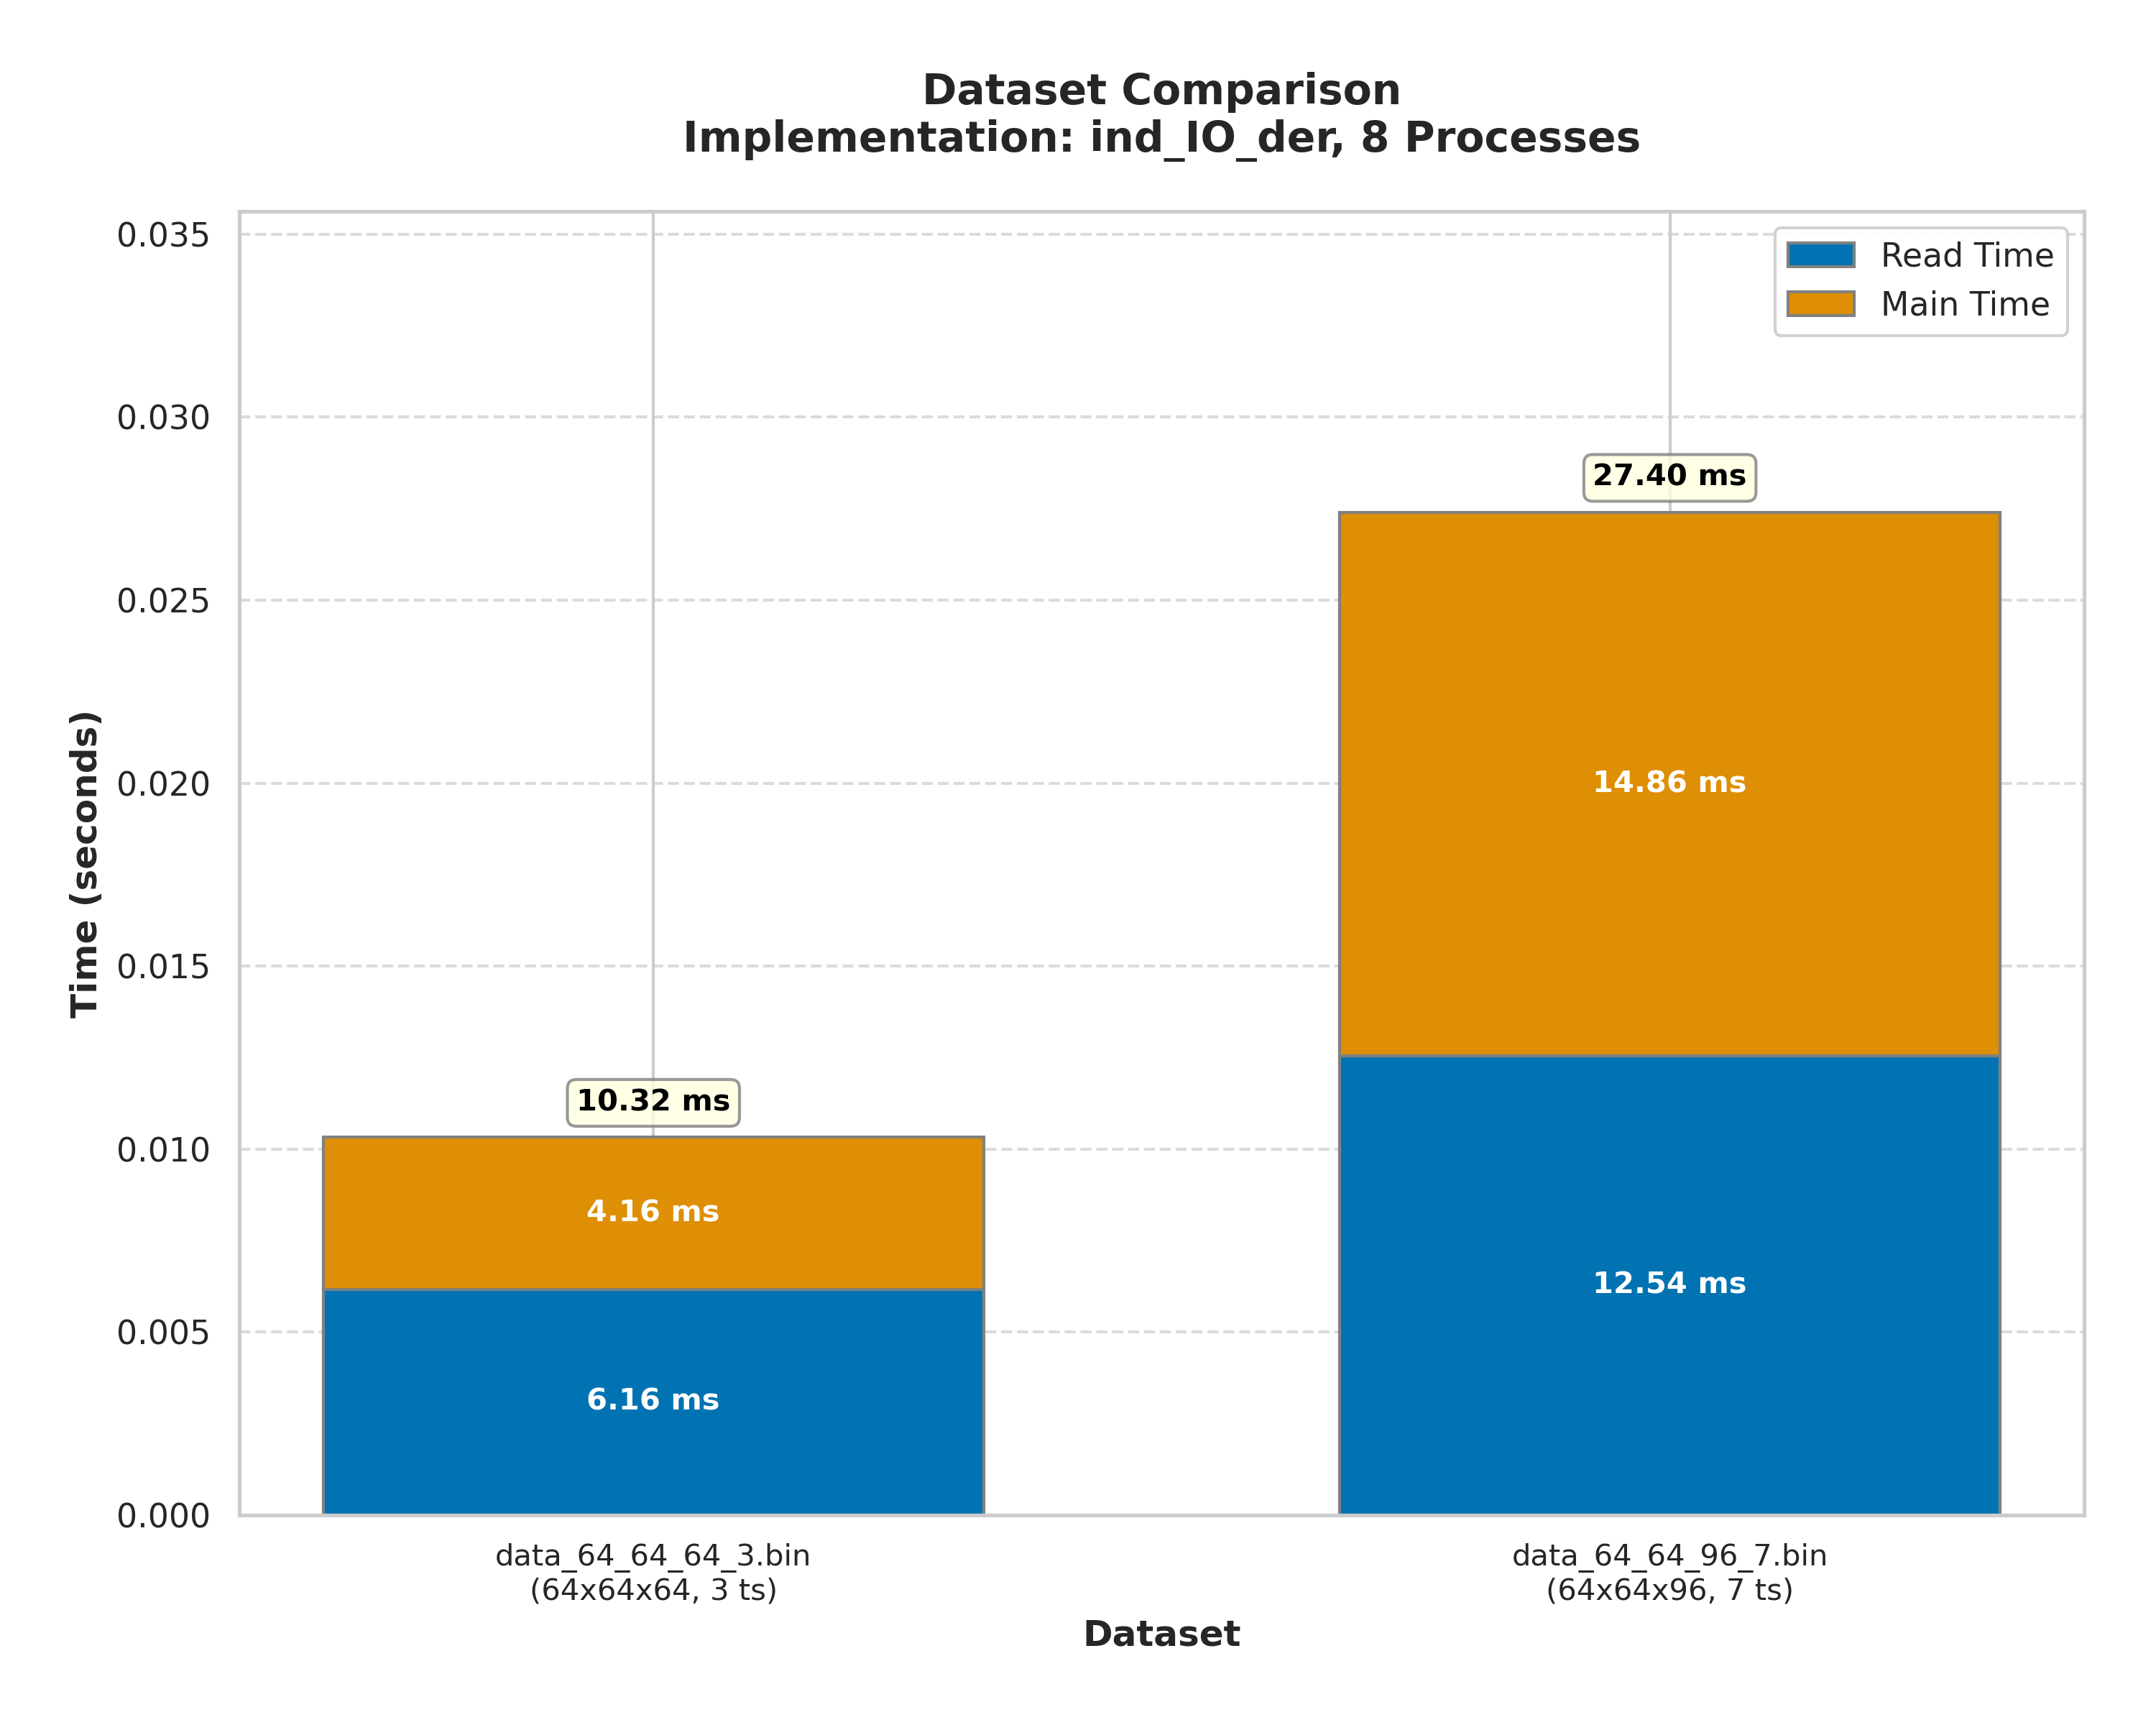 Dataset Comparison
Implementation: ind_IO_der, 8 Processes
0.035
0.030
0.025
0.020
0.015
0.010
0.005
0.000
Time (seconds)
Read Time
Main Time
27.40 ms
14.86 ms
12.54 ms
10.32 ms
4.16 ms
6.16 ms
data_64_64_64_3.bin
(64x64x64, 3 ts)
data_64_64_96_7.bin
(64x64x96, 7 ts)
Dataset